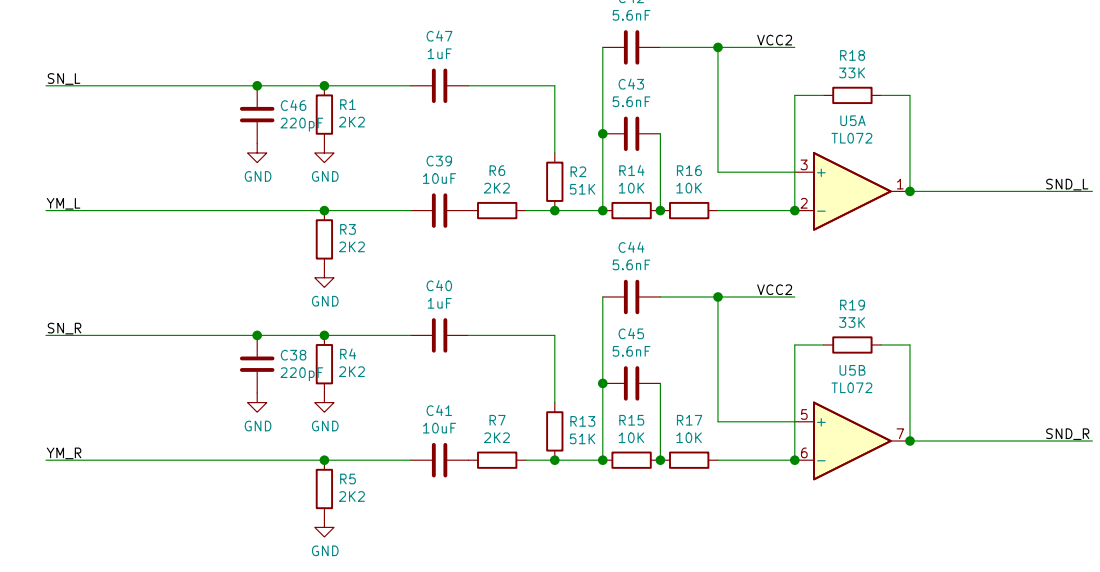 5.6nF
C47
1uF
VCC2
R18
33K
SN_L
C43
5.6nF
C46
220pF
R1
2K2
U5A
TL072
GND
GND
C39
10uF
R6
2K2
R2
51K
R14
10K
R16
10K
3
+
1
SND_L
YM_L
2
−
R3
2K2
C44
5.6nF
GND
C40
1uF
VCC2
R19
33K
SN_R
C45
5.6nF
C38
220pF
R4
2K2
U5B
TL072
GND
GND
C41
10uF
R7
2K2
R13
51K
R15
10K
R17
10K
5
+
7
SND_R
YM_R
6
−
R5
2K2
GND